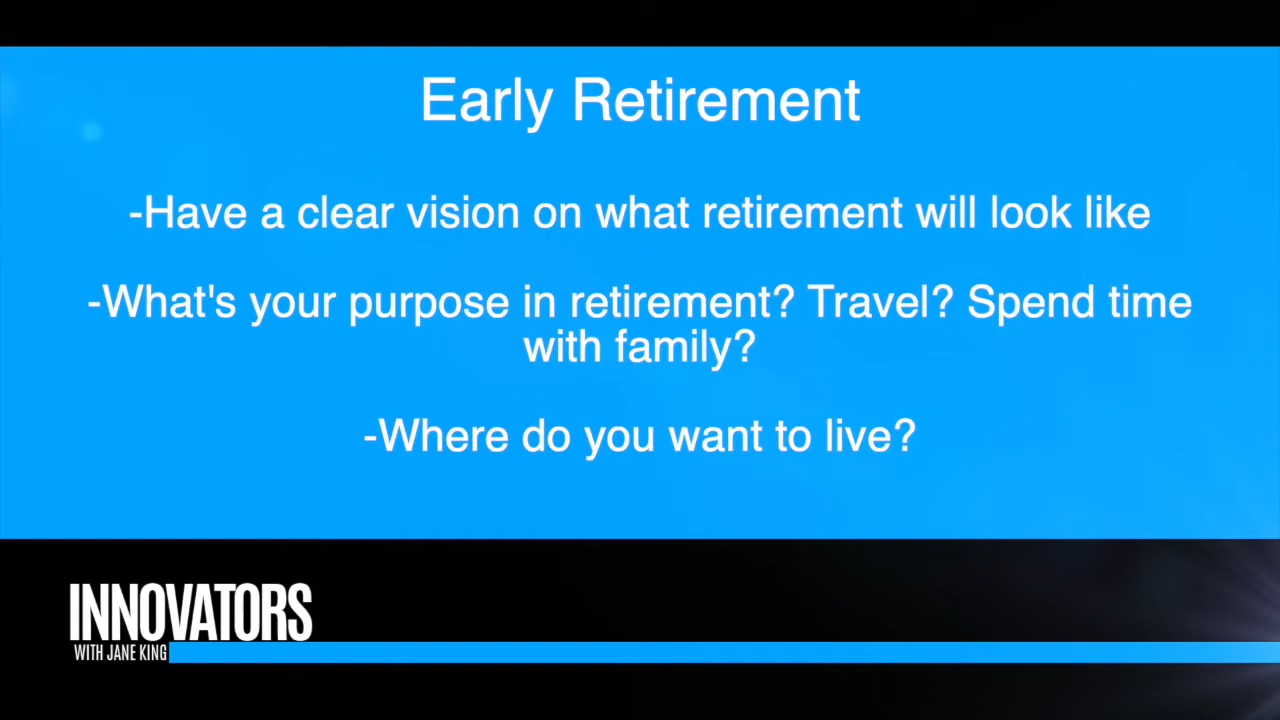 Early Retirement
-Have a clear vision on what retirement will look like
-What's your purpose in retirement? Travel? Spend time
with family?
-Where do you want to live?
INNOVATORS
WITH JANE KING